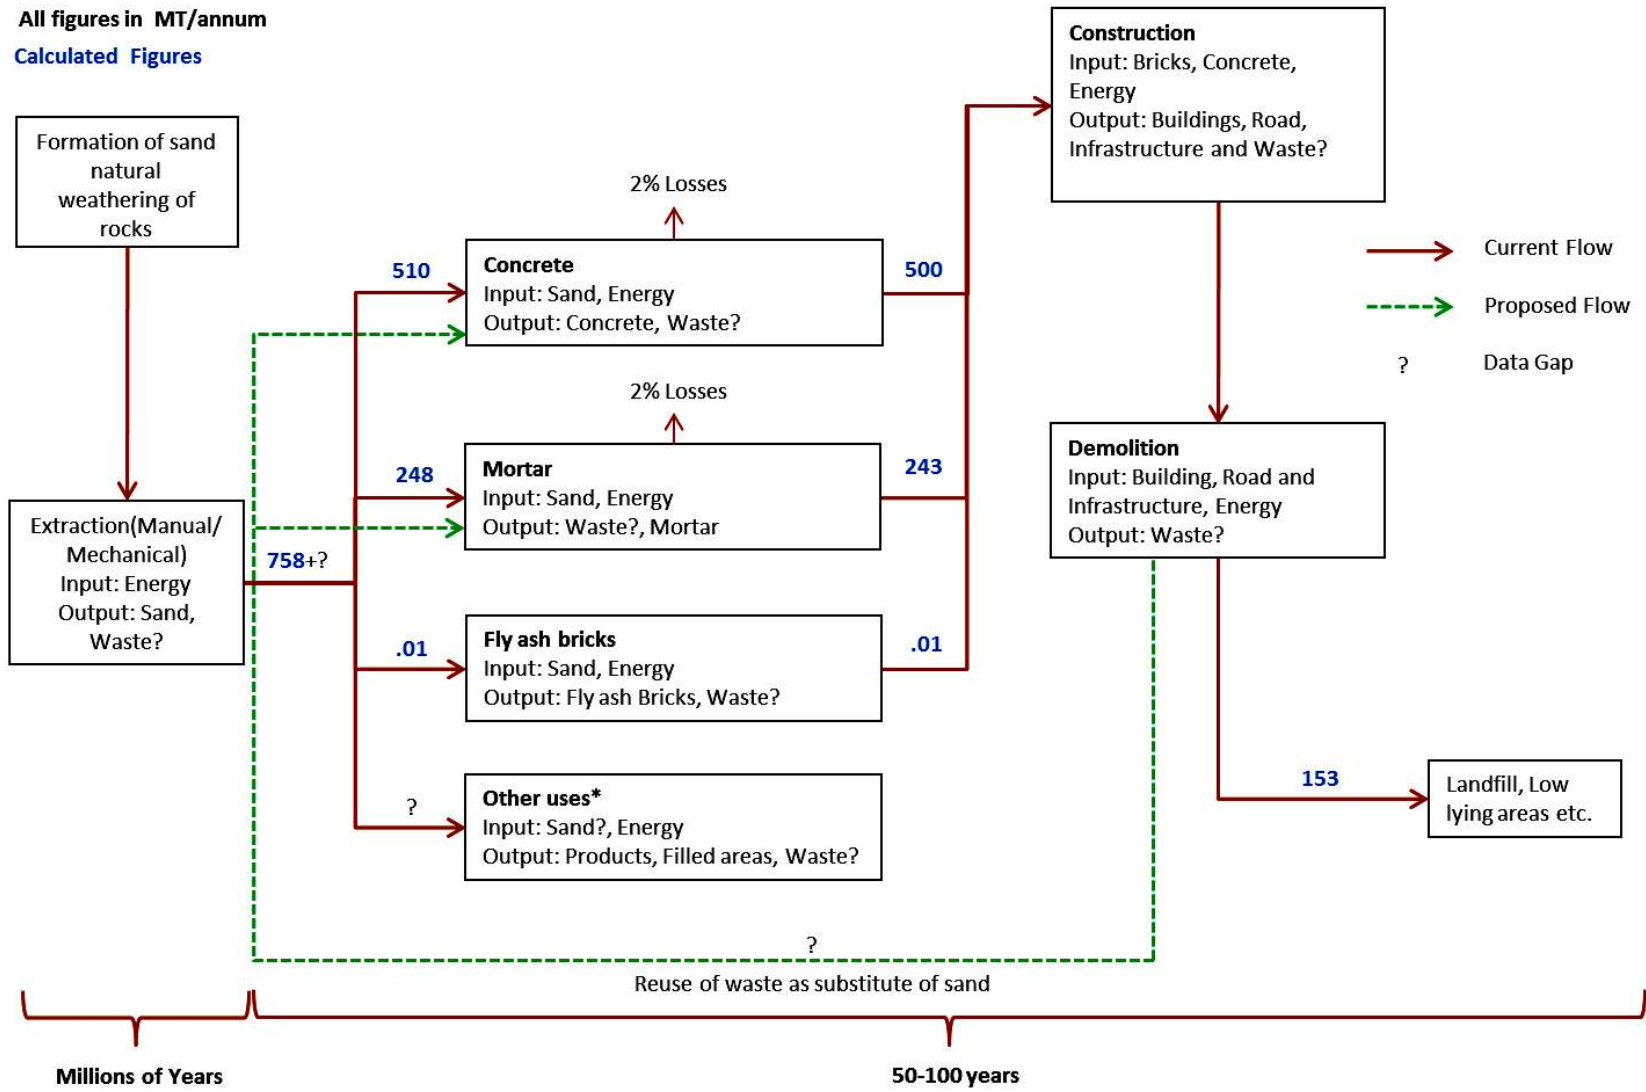 All figures in MT/annum
Calculated Figures
Formation of sand
natural
weathering of
rocks
Extraction(Manual/
Mechanical)
Input: Energy
Output: Sand,
Waste?
758+?
510
248
.01
?
2% Losses
Concrete
Input: Sand, Energy
Output: Concrete, Waste?
2% Losses
Mortar
Input: Sand, Energy
Output: Waste?, Mortar
Fly ash bricks
Input: Sand, Energy
Output: Fly ash Bricks, Waste?
Other uses*
Input: Sand?, Energy
Output: Products, Filled areas, Waste?
500
243
.01
Construction
Input: Bricks, Concrete,
Energy
Output: Buildings, Road,
Infrastructure and Waste?
Current Flow
Proposed Flow
? Data Gap
Demolition
Input: Building, Road and
Infrastructure, Energy
Output: Waste?
153
Landfill, Low
lying areas etc.
?
Reuse of waste as substitute of sand
Millions of Years
50-100 years